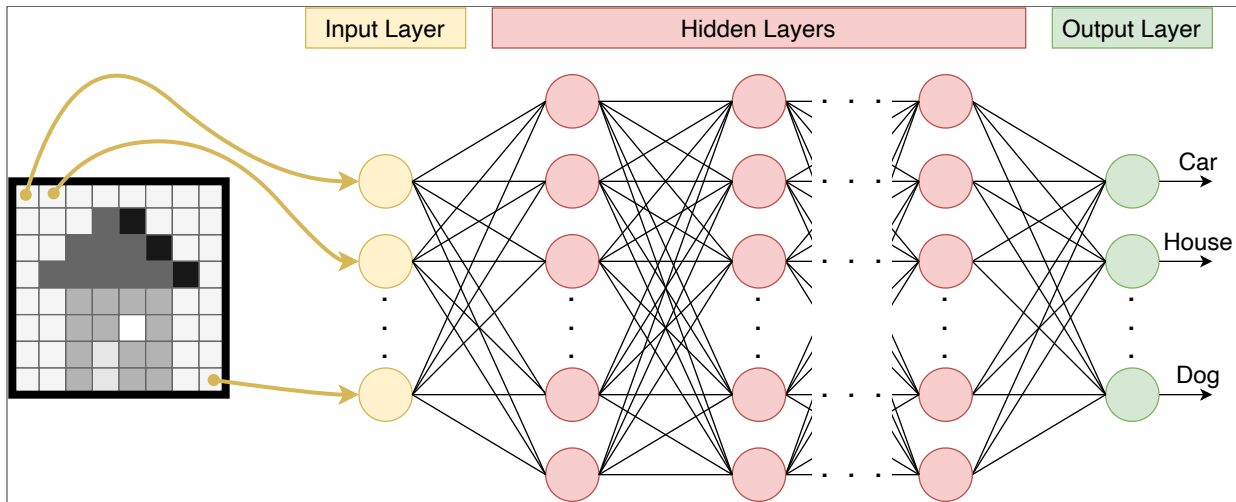 Input Layer
Hidden Layers
Output Layer
Car
House
Dog